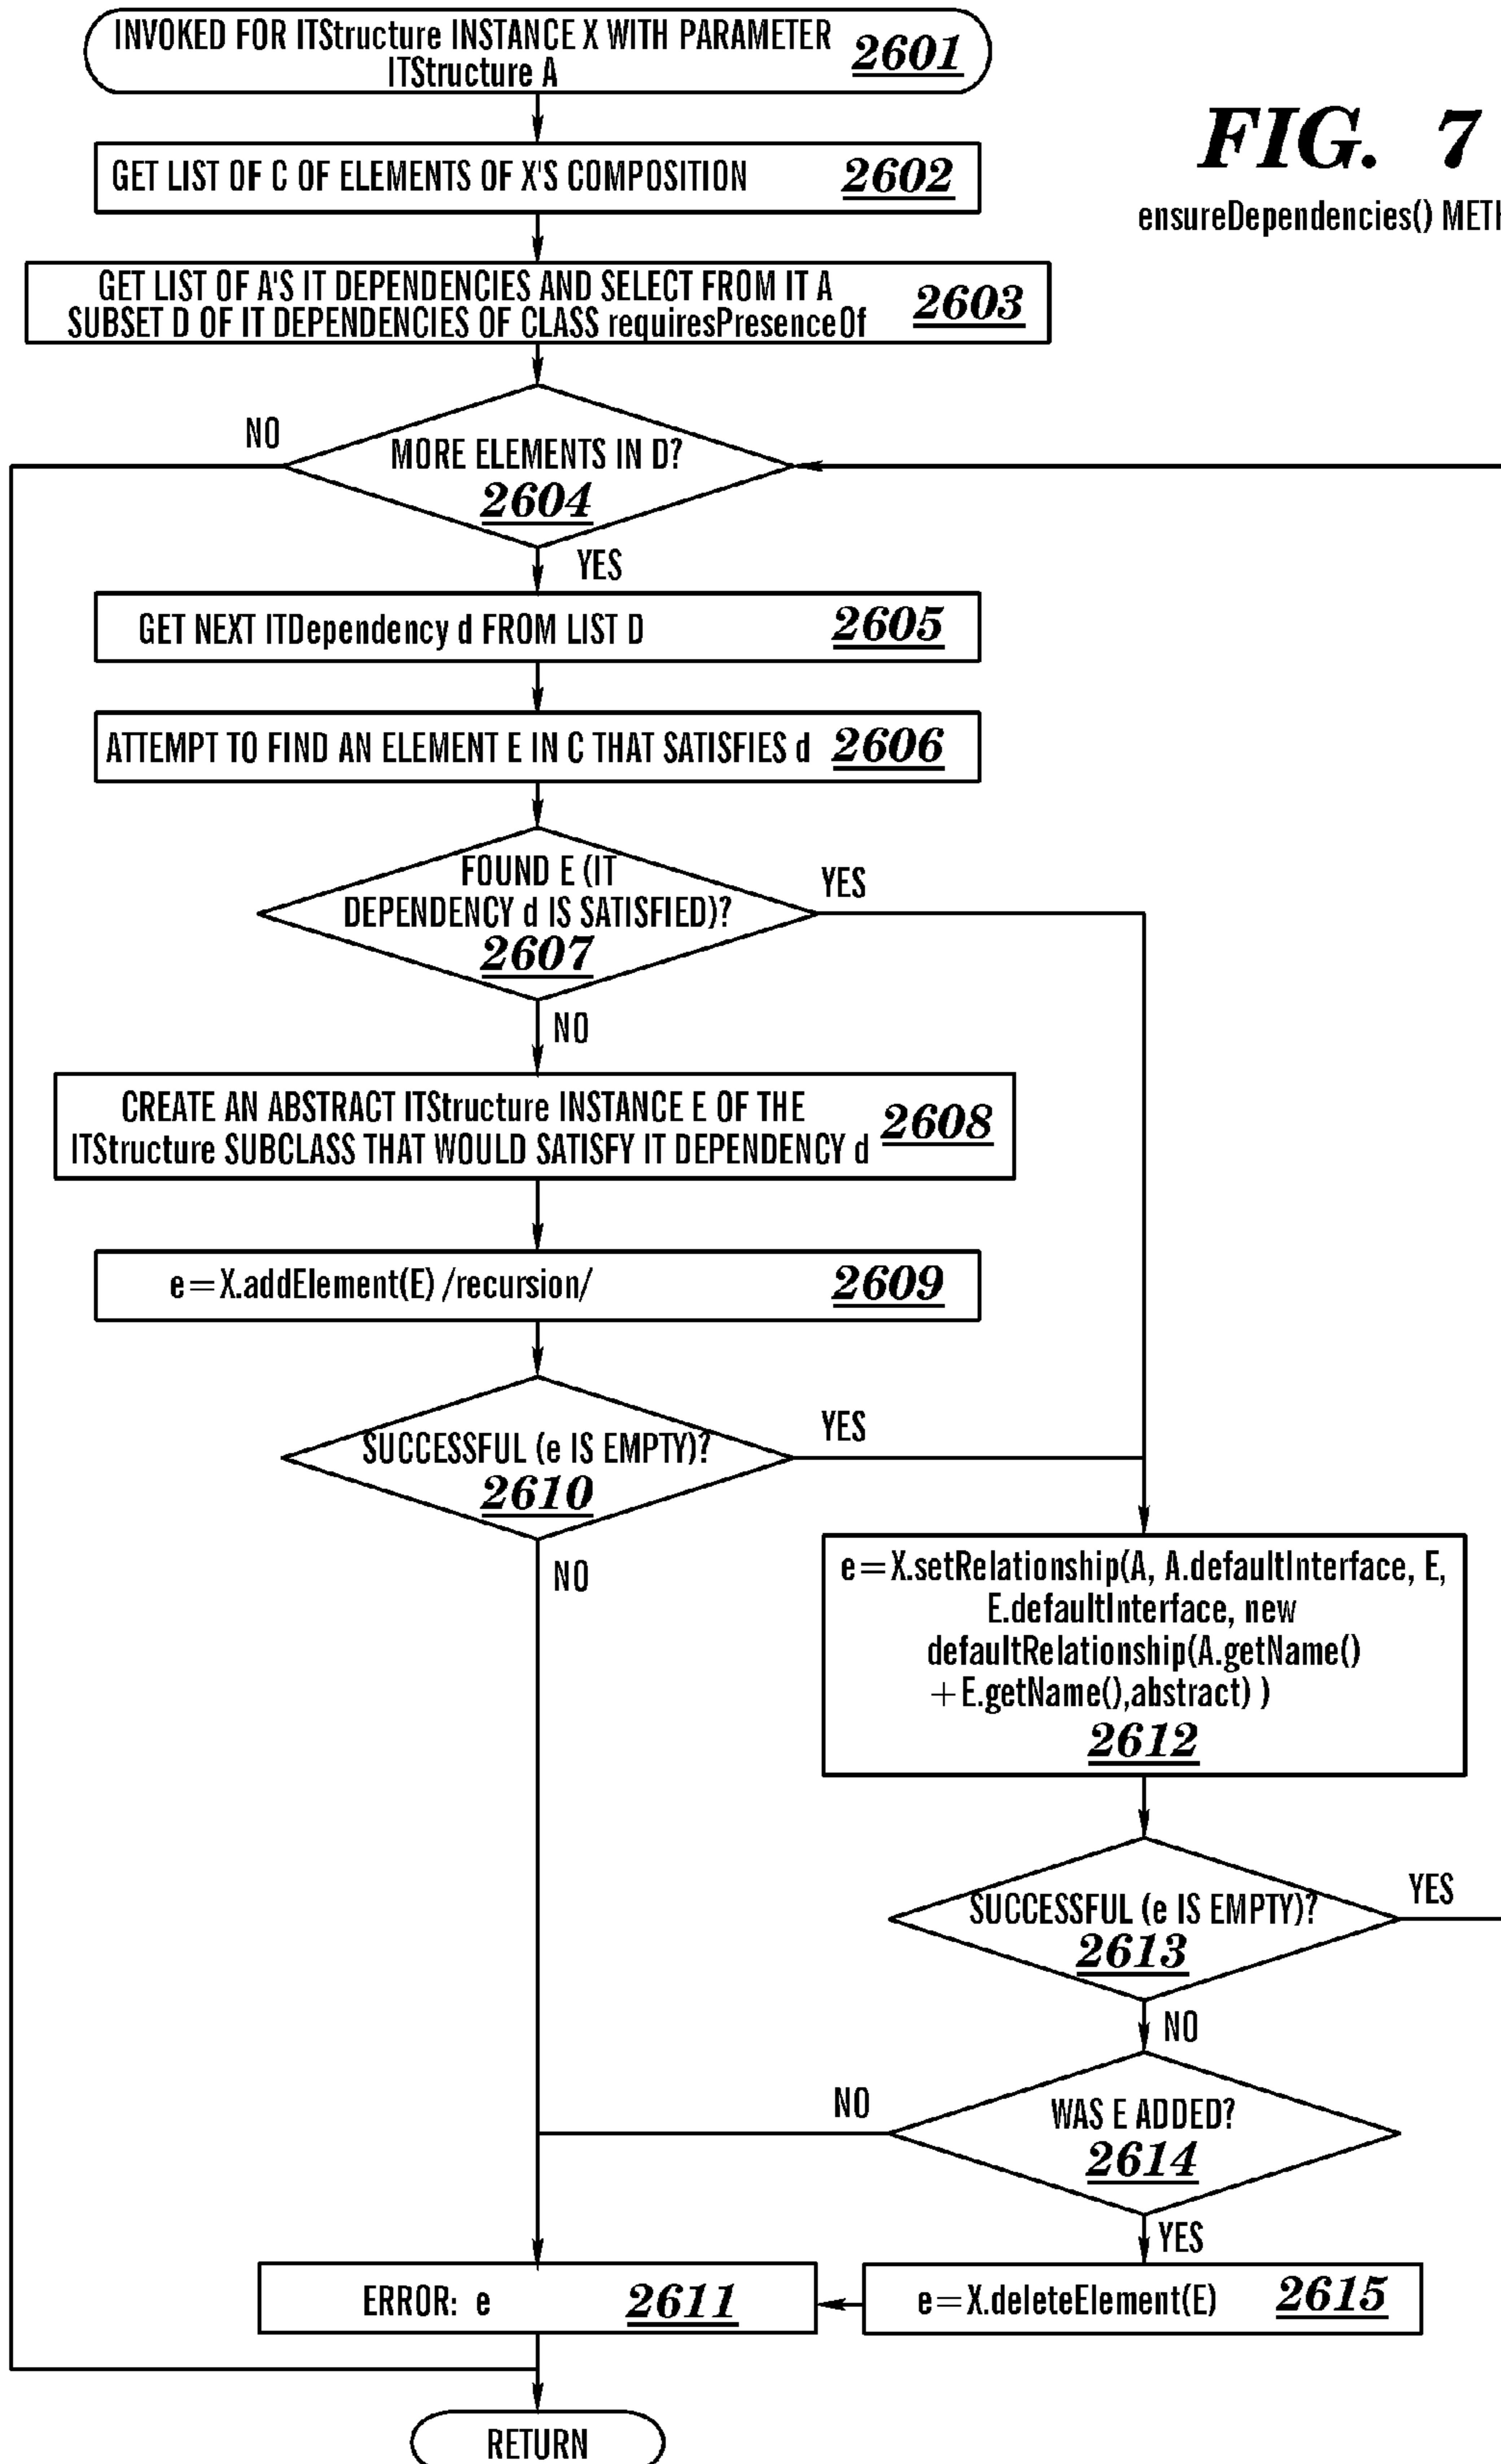 INVOKED FOR ITStructure INSTANCE X WITH PARAMETER
ITStructure A
2601
FIG. 7
ensureDependencies()
GET LIST OF C OF ELEMENTS OF X'S COMPOSITION
2602
GET LIST OF A'S IT DEPENDENCIES AND SELECT FROM IT A
SUBSET D OF IT DEPENDENCIES OF CLASS requiresPresenceOf
2603
NO
MORE ELEMENTS IN D?
2604
YES
GET NEXT ITDependency d FROM LIST D
2605
ATTEMPT TO FIND AN ELEMENT E IN C THAT SATISFIES d
2606
FOUND E (IT
DEPENDENCY d IS SATISFIED)?
2607
YES
NO
CREATE AN ABSTRACT ITStructure INSTANCE E OF THE
ITStructure SUBCLASS THAT WOULD SATISFY IT DEPENDENCY d
2608
e=X.addElement(E) /recursion/
2609
SUCCESSFUL (e IS EMPTY)?
2610
YES
NO
e=X.setRelationship(A, A.defaultInterface, E,
E.defaultInterface, new
defaultRelationship(A.getName()
+E.getName(),abstract) )
2612
SUCCESSFUL (e IS EMPTY)?
2613
YES
NO
WAS E ADDED?
2614
NO
YES
ERROR: e
2611
e=X.deleteElement(E)
2615
RETURN